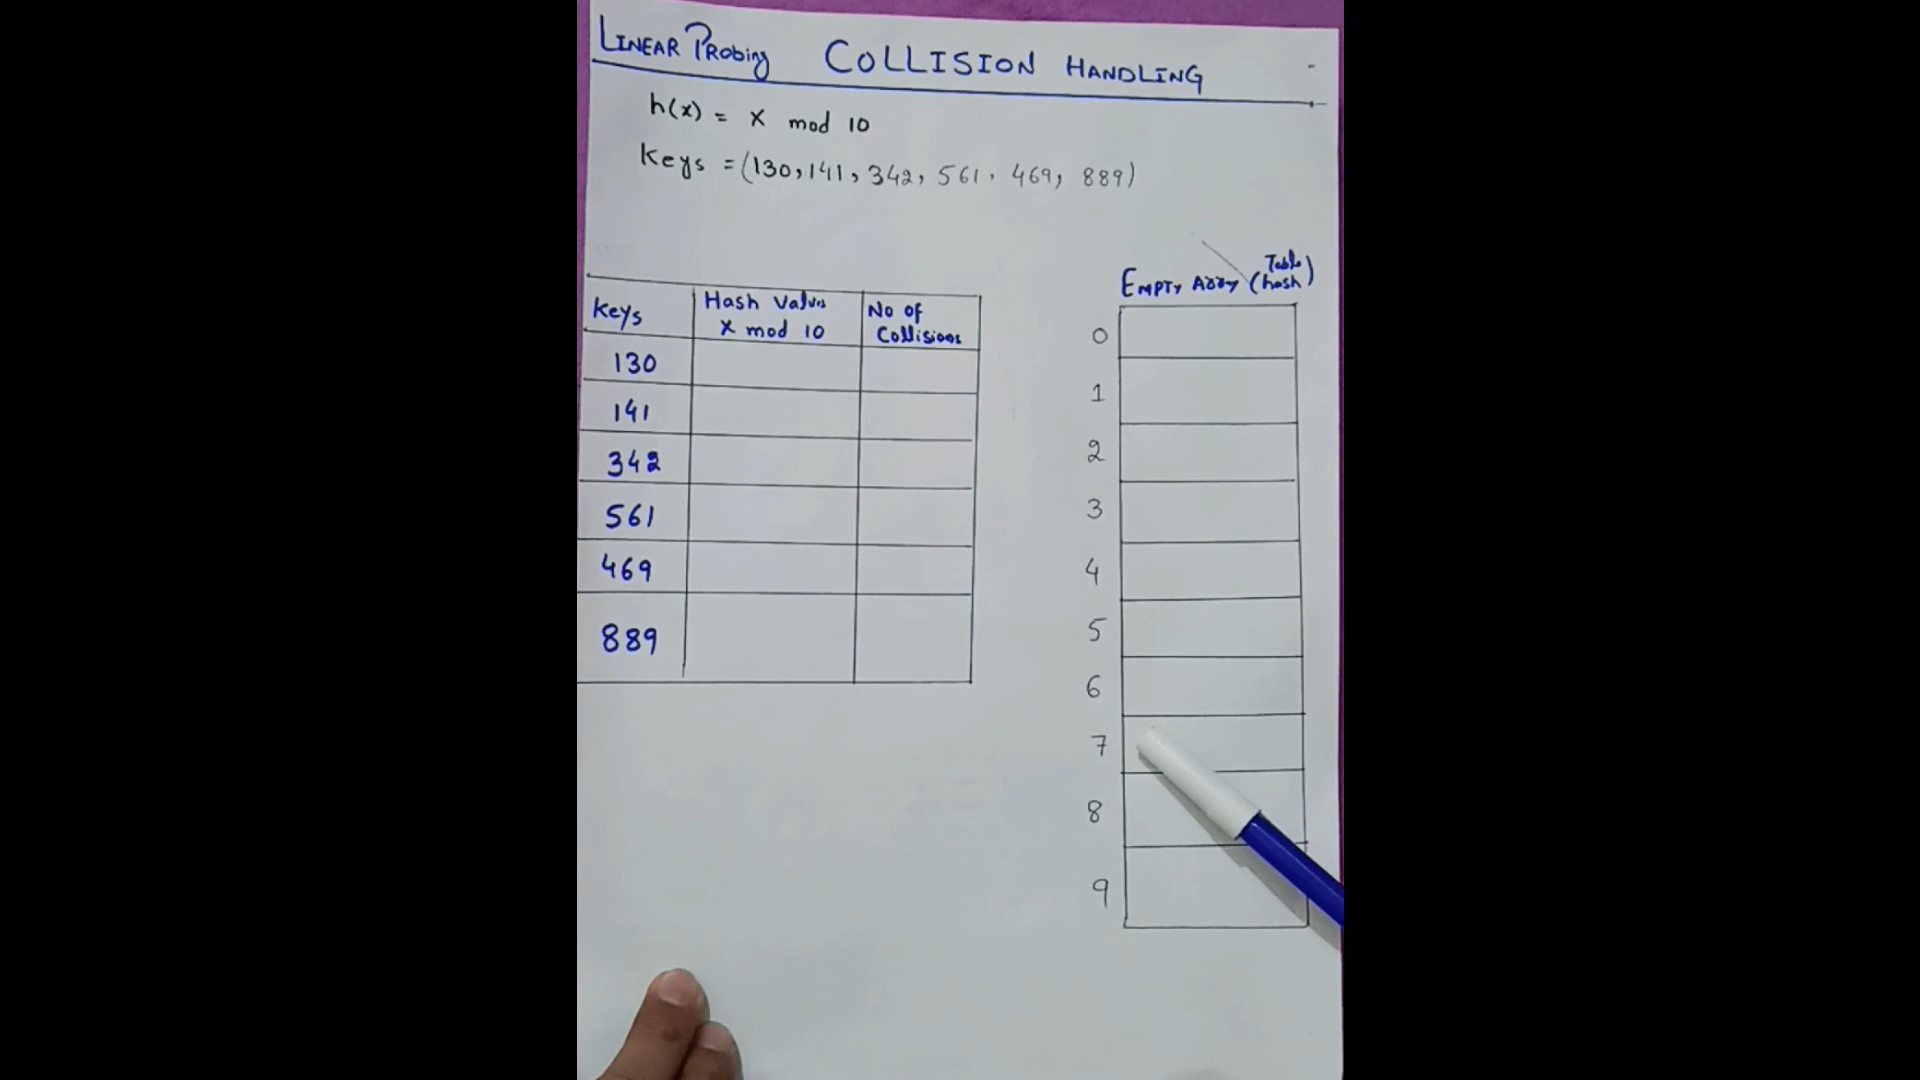 LINEAR PRobing COLLISION HANDLING
h(x) = X mod 10
Keys = (130, 141, 342, 561, 469, 889)
EMPTY (Table
hash)
Keys
Hash Values
X mod 10
No of
Collisions
130
141
342
561
469
889
0
1
2
3
4
5
6
7
8
9